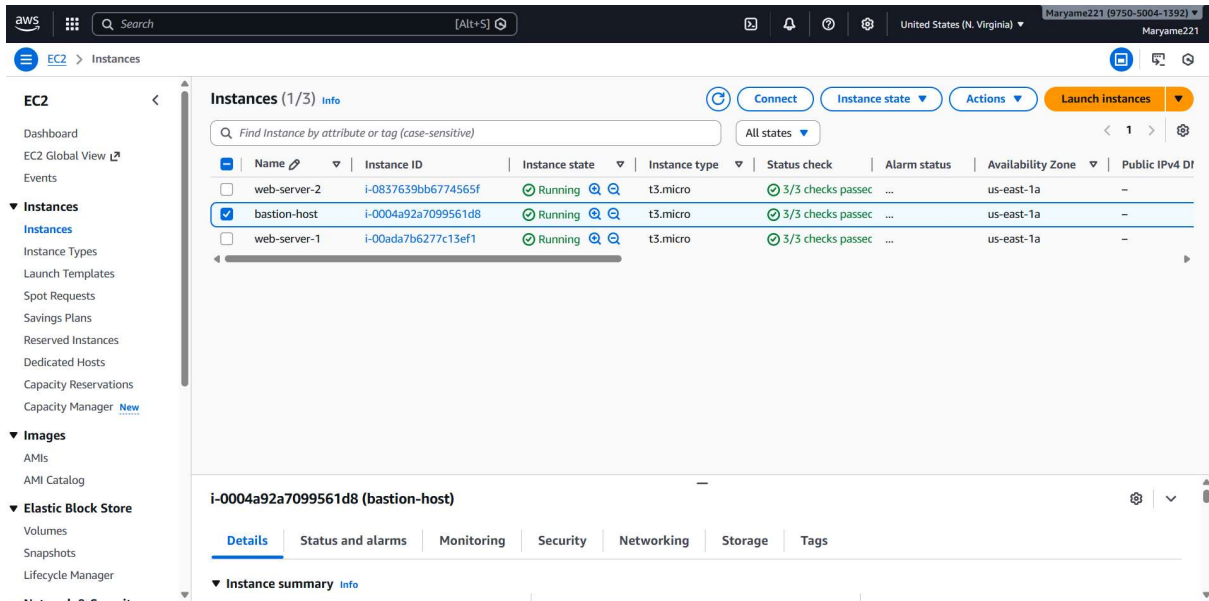 aws Search [Alt+S] United States (N. Virginia) Maryame221 (9750-5004-1392)
Maryame221
EC2 > Instances
EC2
Dashboard
EC2 Global View
Events
Instances
Instances
Instance Types
Launch Templates
Spot Requests
Savings Plans
Reserved Instances
Dedicated Hosts
Capacity Reservations
Capacity Manager New
Images
AMIs
AMI Catalog
Elastic Block Store
Volumes
Snapshots
Lifecycle Manager
Instances (1/3) Info Connect Instance state Actions Launch instances
Find Instance by attribute or tag (case-sensitive) All states 1
Name Instance ID Instance state Instance type Status check Alarm status Availability Zone Public IPv4
web-server-2 i-0837639bb6774565f Running t3.micro 3/3 checks passec ... us-east-1a –
bastion-host i-0004a92a7099561d8 Running t3.micro 3/3 checks passec ... us-east-1a –
web-server-1 i-00ada7b6277c13ef1 Running t3.micro 3/3 checks passec ... us-east-1a –
i-0004a92a7099561d8 (bastion-host)
Details Status and alarms Monitoring Security Networking Storage Tags
Instance summary Info